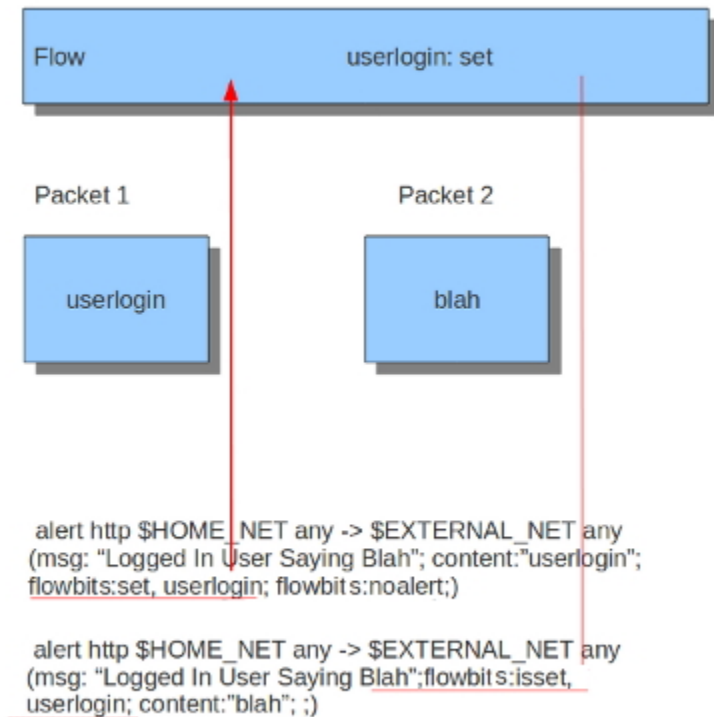 Flow userlogin: set
Packet 1 Packet 2
userlogin blah
alert http $HOME_NET any -> $EXTERNAL_NET any
(msg: “Logged In User Saying Blah”; content:”userlogin”;
flowbits:set, userlogin; flowbits:noalert;)
alert http $HOME_NET any -> $EXTERNAL_NET any
(msg: “Logged In User Saying Blah”;flowbits:isset,
userlogin; content:”blah”; ;)